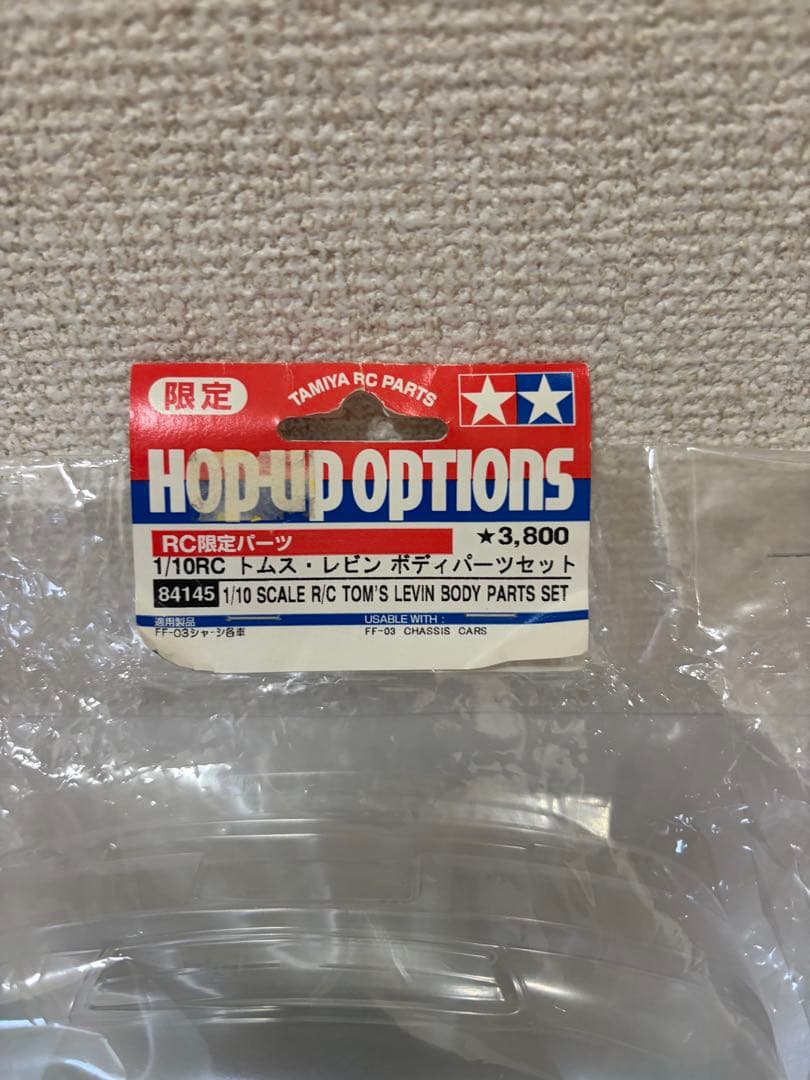 限定
TAMIYA RC PARTS
HOP-UP OPTIONS
RC限定パーツ
★3,800
1/10RC トムス・レビン ボディパーツセット
84145 1/10 SCALE R/C TOM'S LEVIN BODY PARTS SET
適用製品
FF-03シャーシ各車
USABLE WITH :
FF-03 CHASSIS CARS